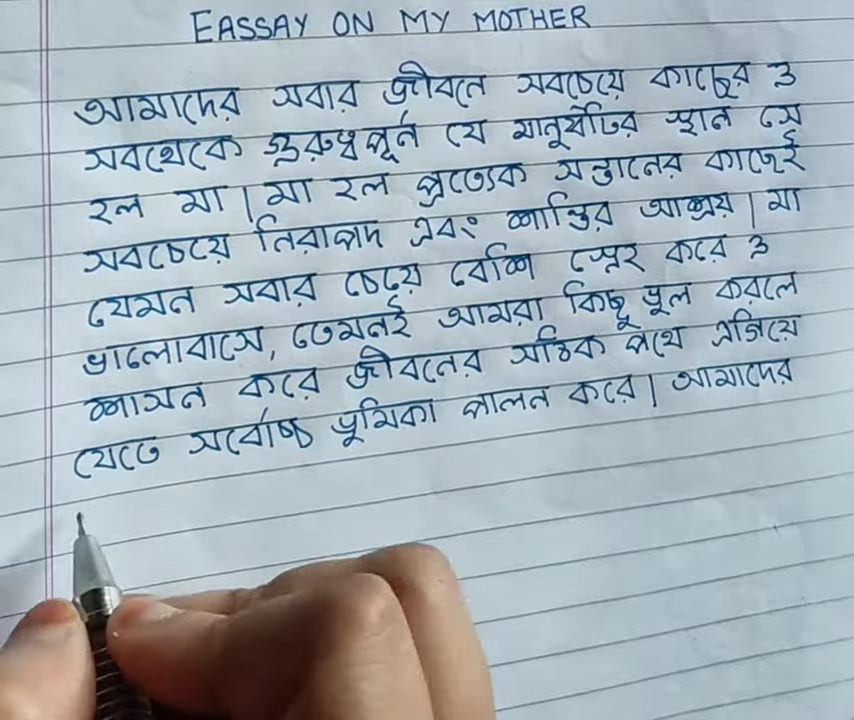 EASSAY ON MY MOTHER
আমাদের সবার জীবনে সবচেয়ে কাছের ও
সবথেকে গুরুত্বপূর্ন যে মানুষটির স্থান সে
হল মা। মা হল প্রত্যেক সন্তানের কাছেই
সবচেয়ে নিরাপদ এবং শান্তির আশ্রয়। মা
যেমন সবার চেয়ে বেশি স্নেহ করে ও
ভালোবাসে, তেমনই আমরা কিছু ভুল করলে
শাসন করে জীবনের সঠিক পথে এগিয়ে
যেতে সর্বোচ্চ ভূমিকা পালন করে। আমাদের